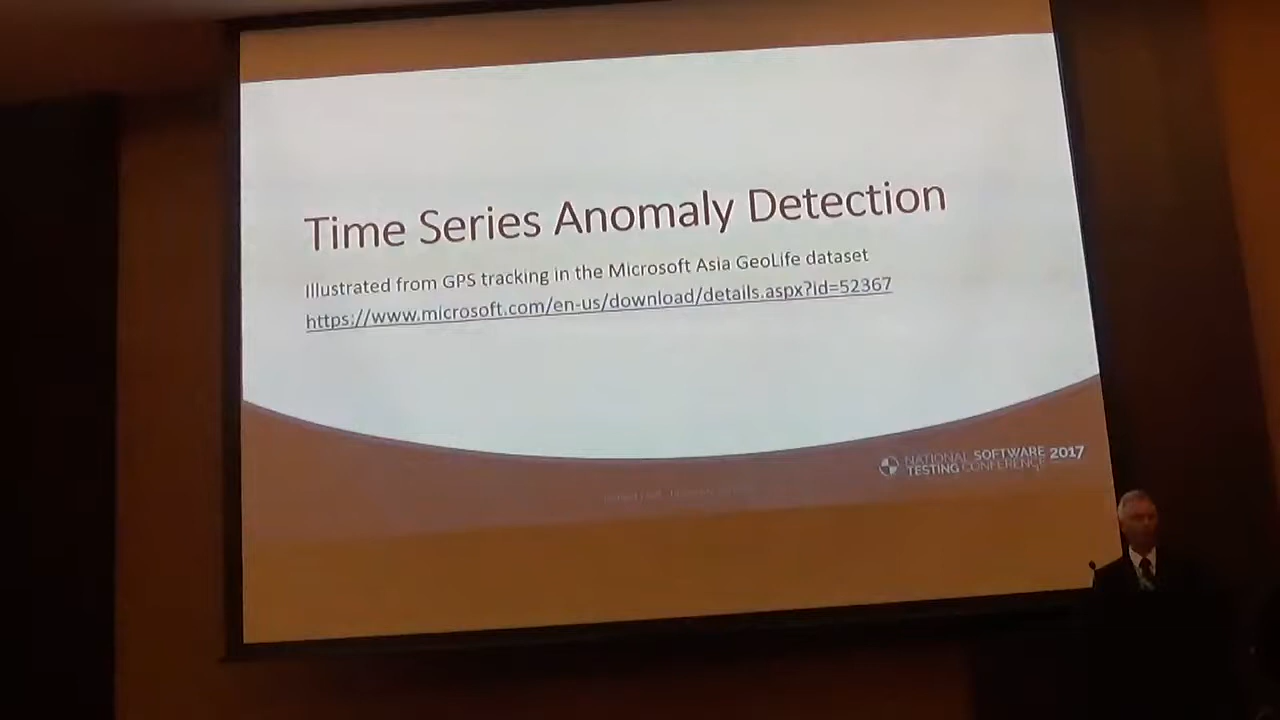 Time Series Anomaly Detection
Illustrated from GPS tracking in the Microsoft Asia GeoLife dataset
https://www.microsoft.com/en-us/download/details.aspx?id=52367
NATIONAL SOFTWARE 2017
TESTING CONFERENCE